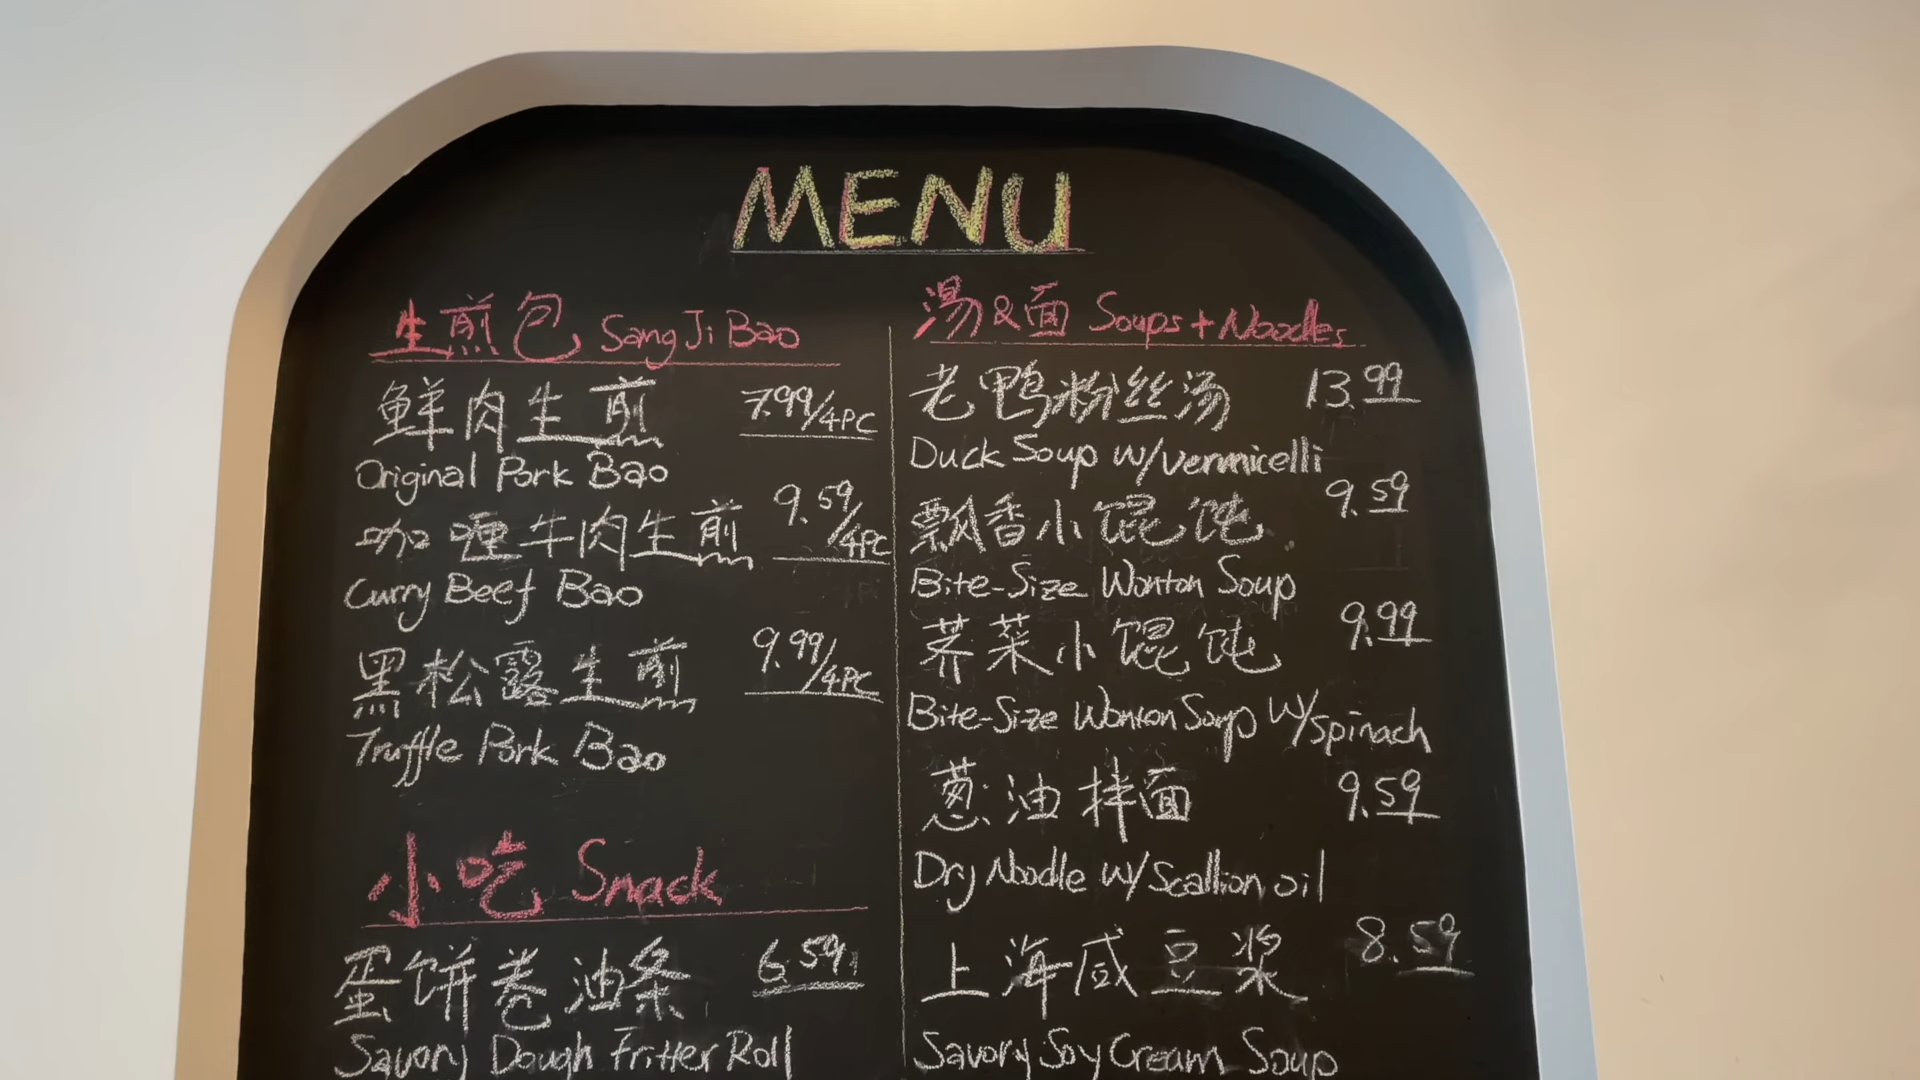 MENU
生煎包 SangJiBao
鲜肉生煎 7.99/4PC
Original Pork Bao
咖喱牛肉生煎 9.59/4PC
Curry Beef Bao
黑松露生煎 9.99/4PC
Truffle Pork Bao
小吃 Snack
蛋饼卷油条 6.59
Savory Dough Fritter Roll
汤&面 Soups+Noodles
老鸭粉丝汤 13.99
Duck Soup w/vermicelli
飘香小馄饨 9.59
Bite-Size Wonton Soup
荠菜小馄饨 9.99
Bite-Size Wonton Soup w/spinach
葱油拌面 9.59
Dry Noodle w/Scallion oil
上海咸豆浆 8.59
Savory Soy Cream Soup